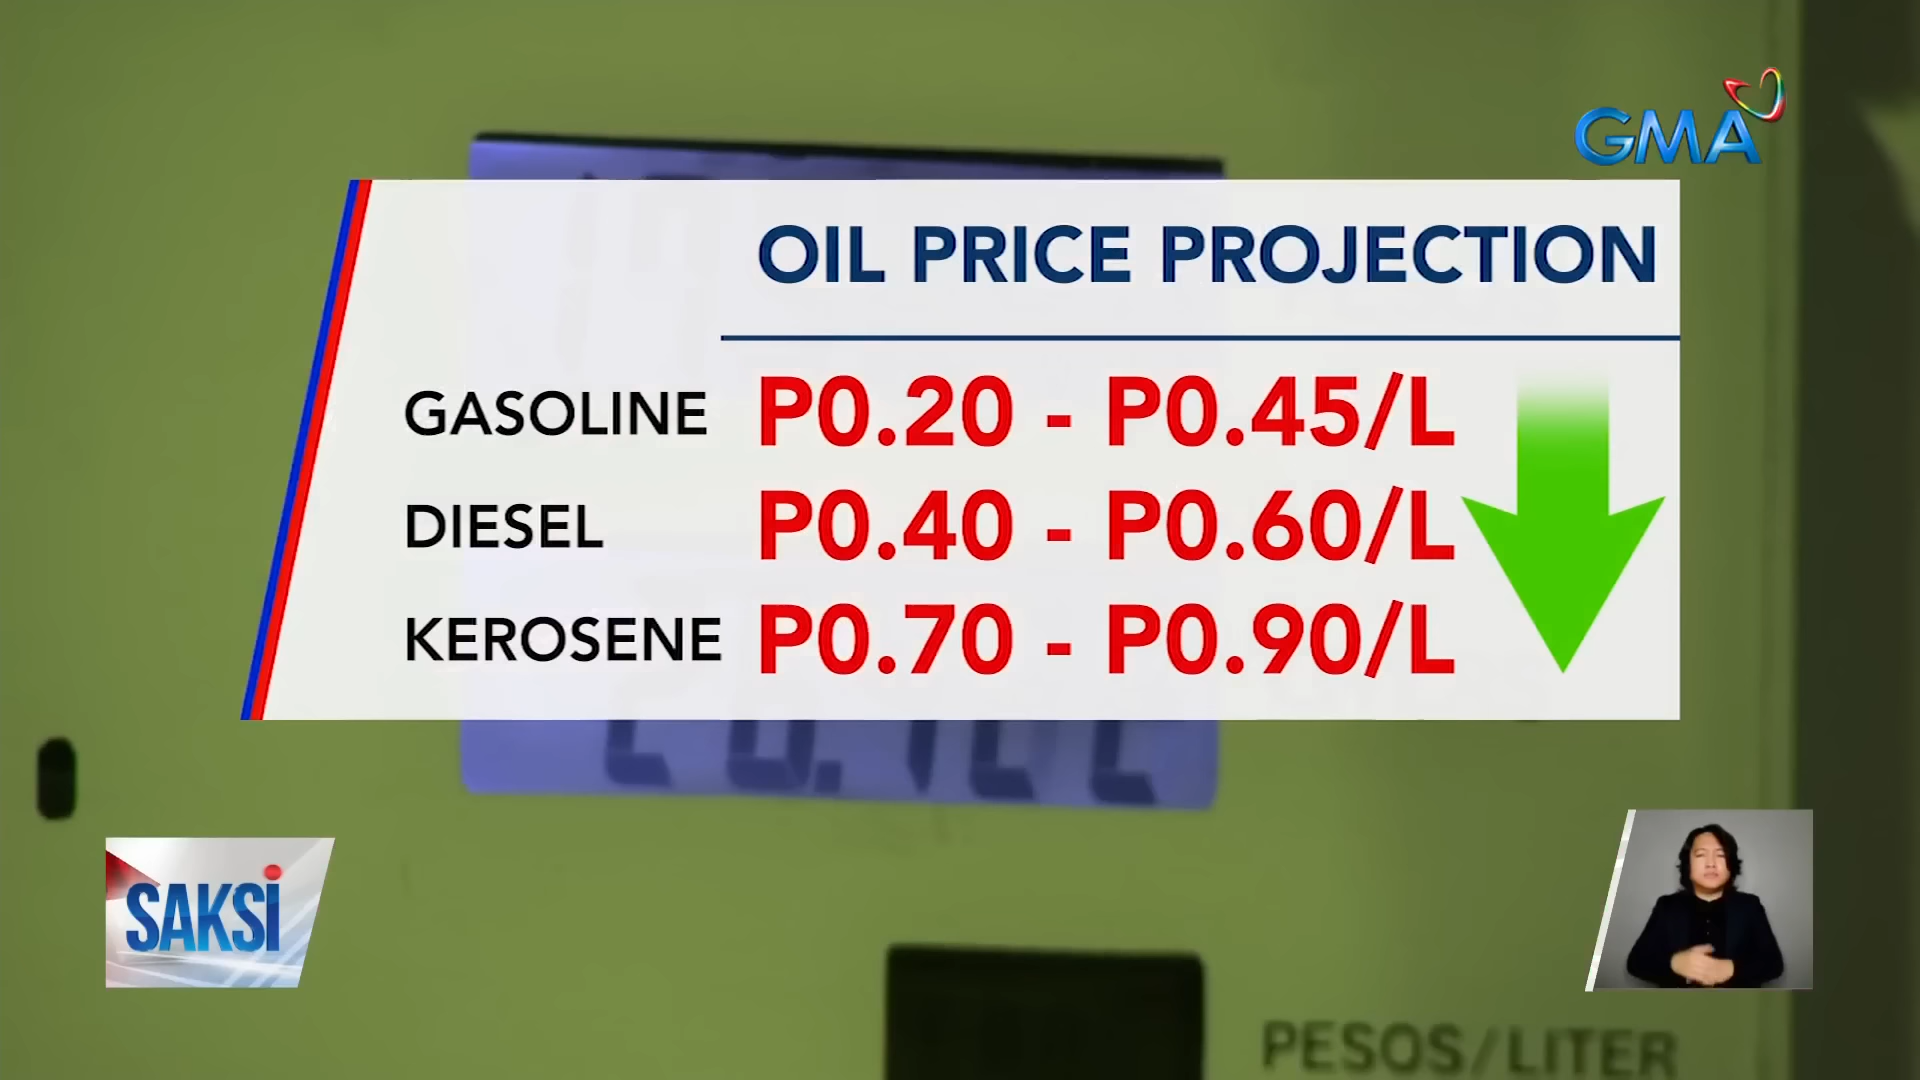 GMA
OIL PRICE PROJECTION
GASOLINE P0.20 - P0.45/L
DIESEL P0.40 - P0.60/L
KEROSENE P0.70 - P0.90/L
SAKSI
PESOS/LITER